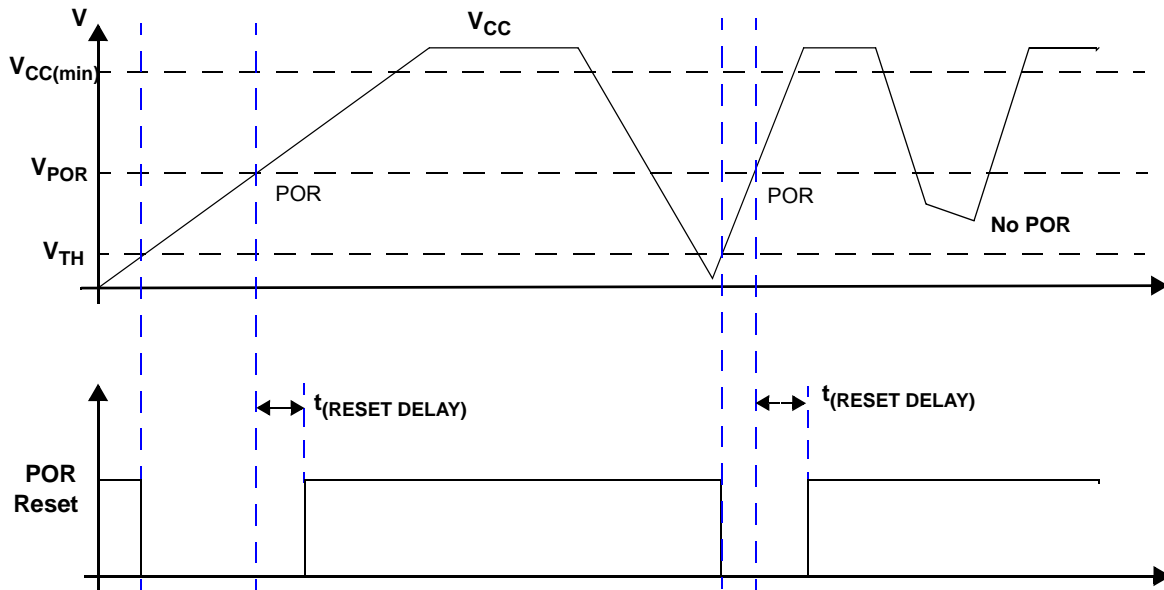 V
VCC
VCC(min)
VPOR
POR
POR
No POR
VTH
t(RESET DELAY)
t(RESET DELAY)
POR
Reset